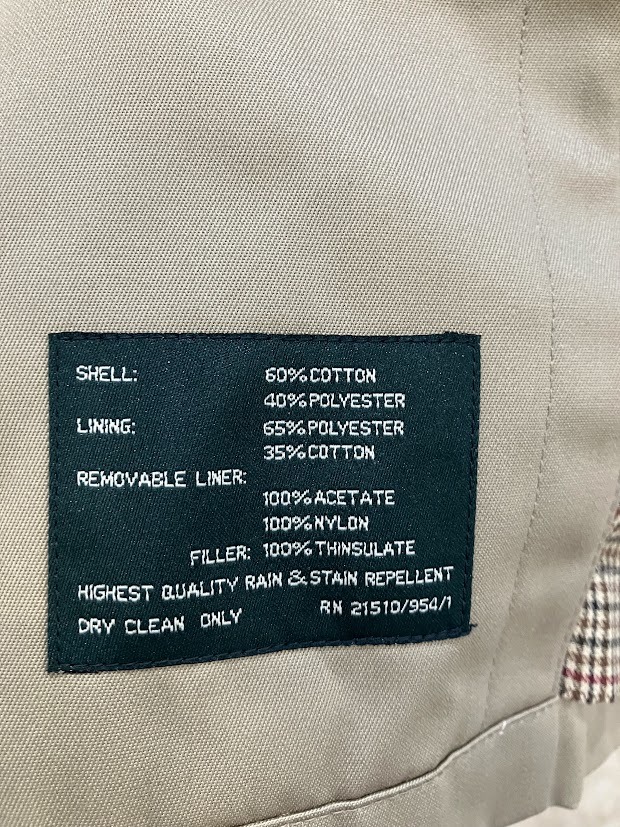 SHELL: 60% COTTON
40% POLYESTER
LINING: 65% POLYESTER
35% COTTON
REMOVABLE LINER:
100% ACETATE
100% NYLON
FILLER: 100% THINSULATE
HIGHEST QUALITY RAIN & STAIN REPELLENT
DRY CLEAN ONLY RN 21510/954/1